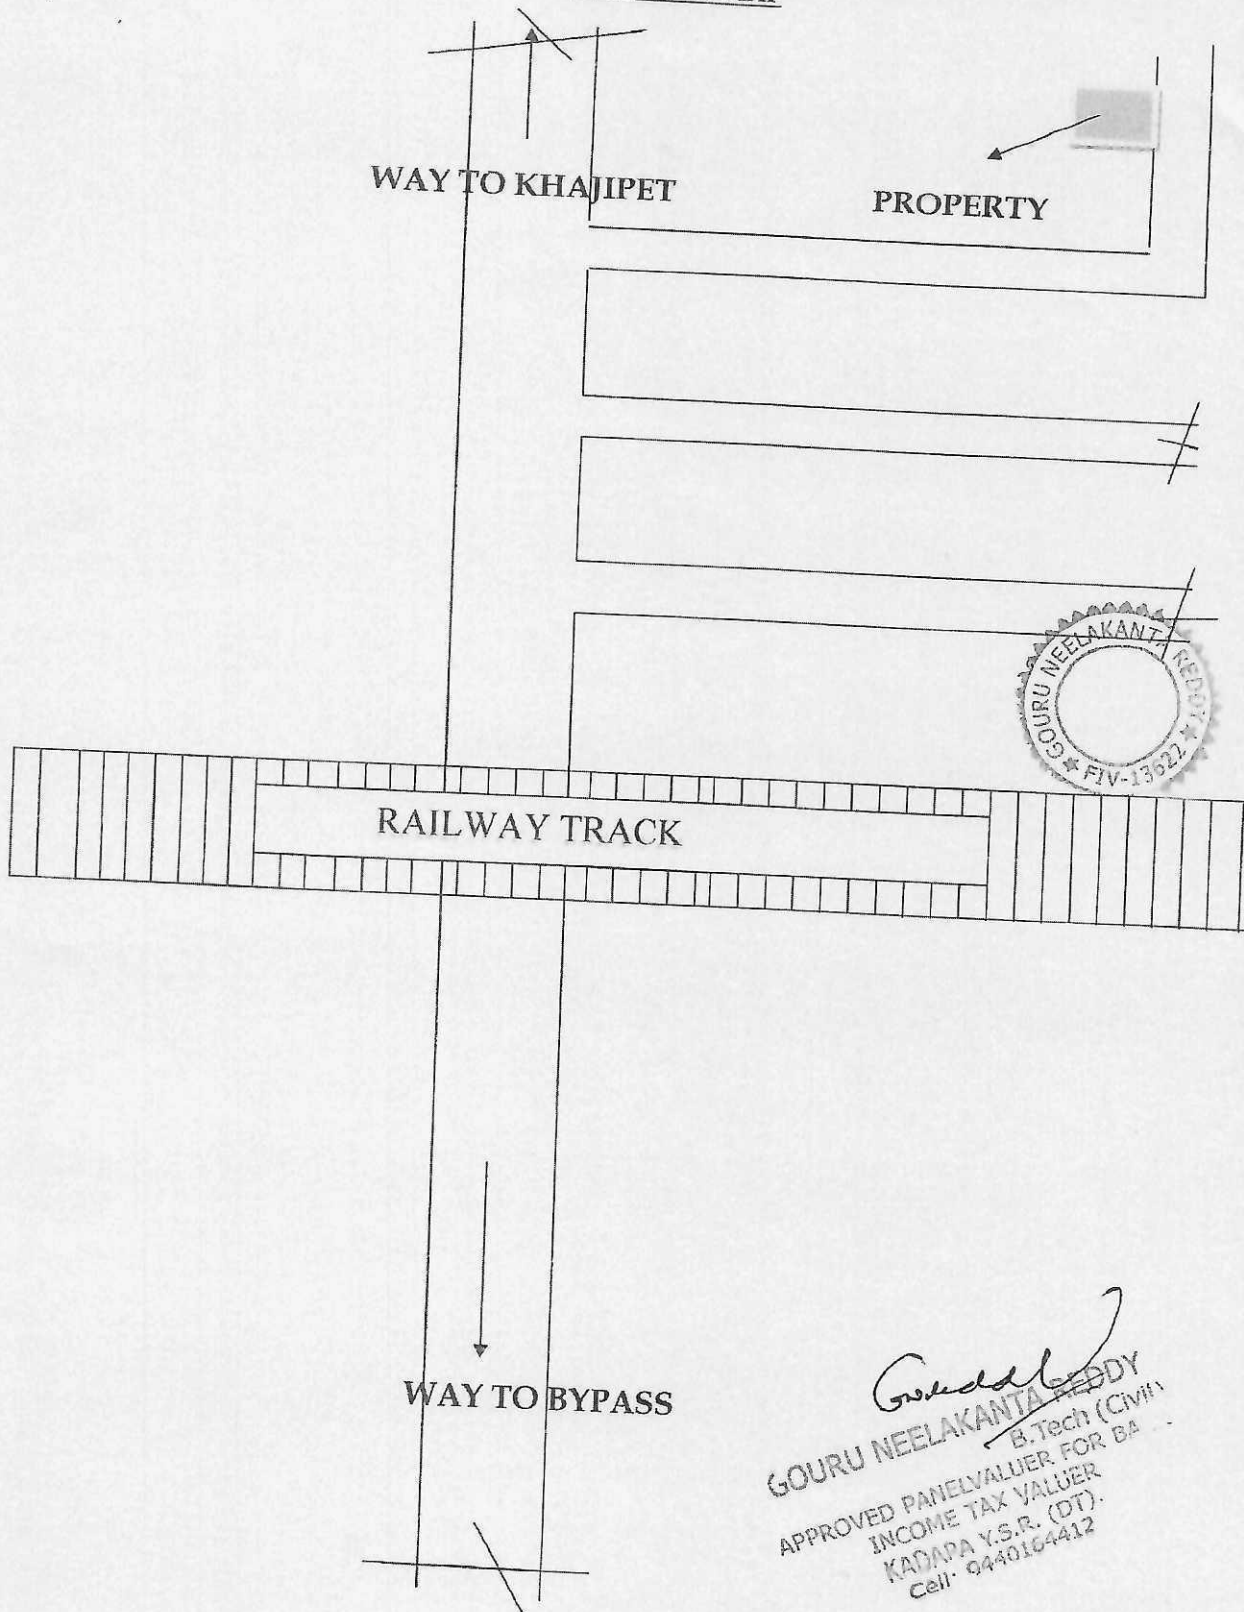 WAY TO KHAJIPET
PROPERTY
GOURU NEELAKANTA REDDY
FIV-13622
RAILWAY TRACK
WAY TO BYPASS
GOURU NEELAKANTA REDDY
B.Tech (Civil)
APPROVED PANELVALUER FOR BA
INCOME TAX VALUER
KADAPA Y.S.R. (DT).
Cell: 9440164412